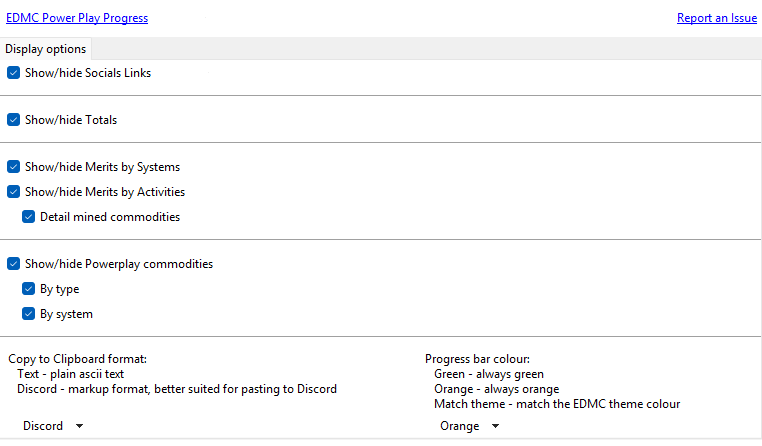 EDMC Power Play Progress
Report an Issue
Display options
Show/hide Socials Links
Show/hide Totals
Show/hide Merits by Systems
Show/hide Merits by Activities
Detail mined commodities
Show/hide Powerplay commodities
By type
By system
Copy to Clipboard format:
Text - plain ascii text
Discord - markup format, better suited for pasting to Discord
Discord
Progress bar colour:
Green - always green
Orange - always orange
Match theme - match the EDMC theme colour
Orange